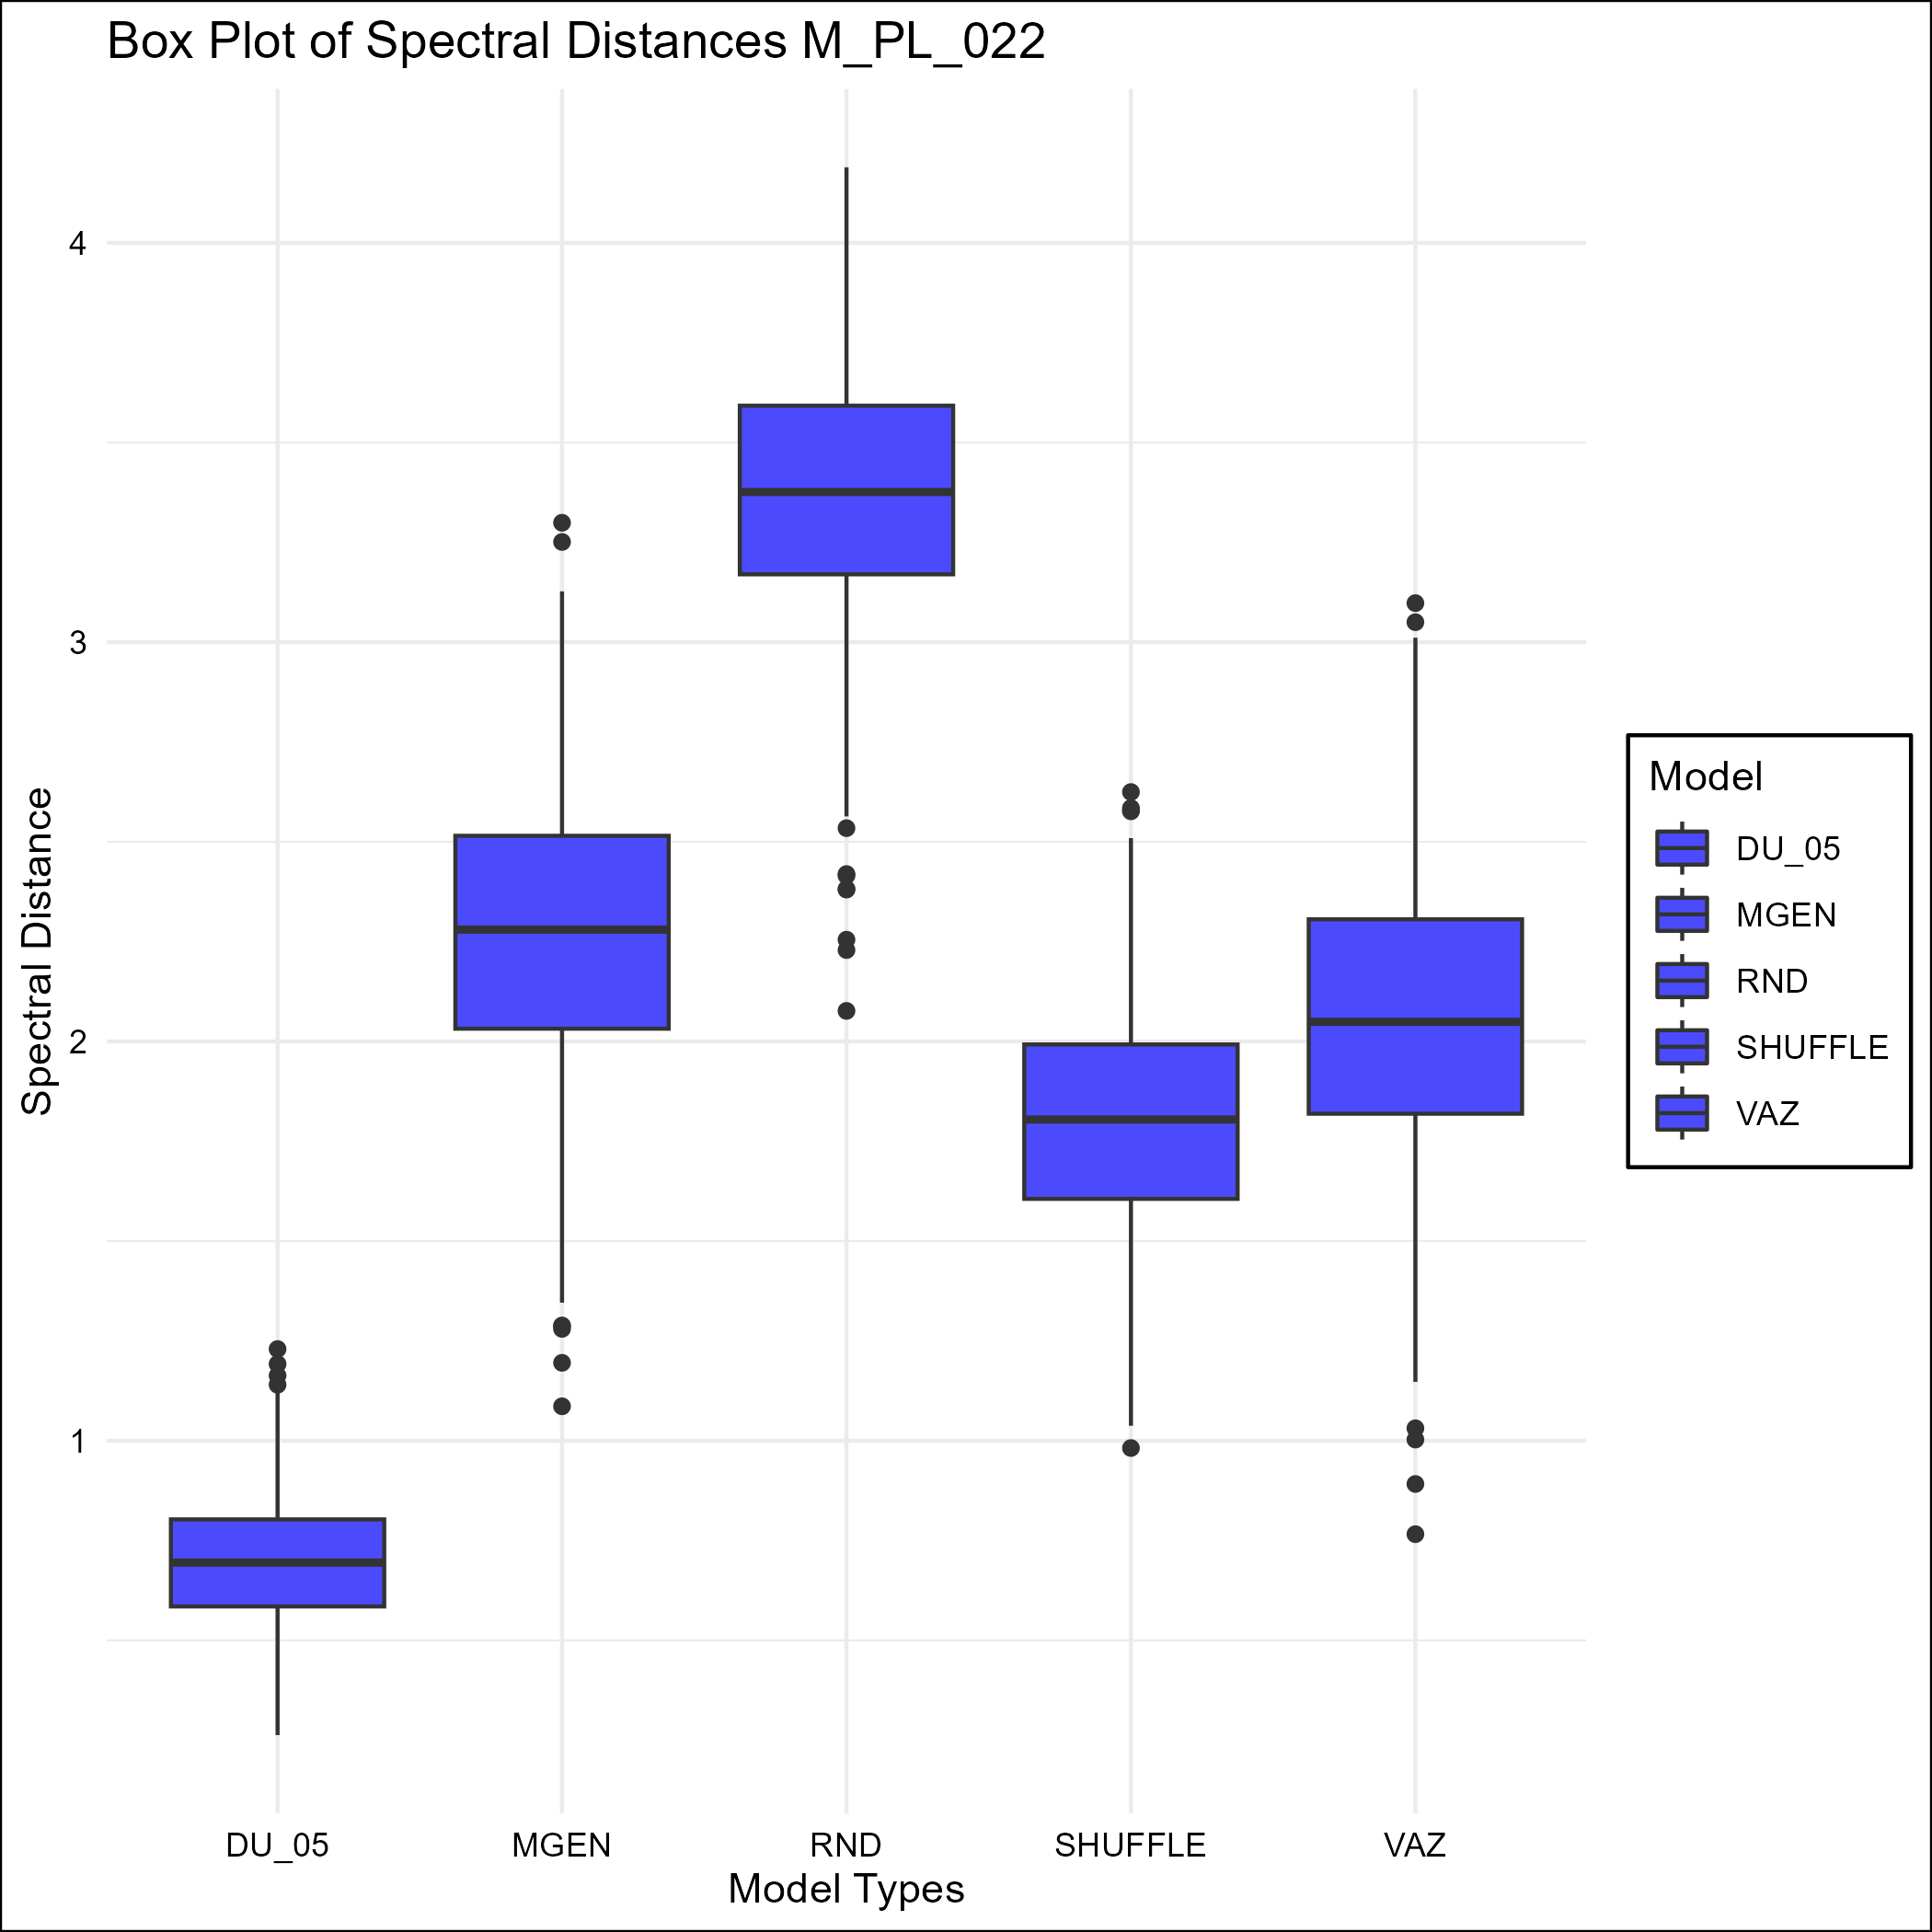 Box Plot of Spectral Distances M_PL_022
4
3
2
1
Spectral Distance
DU_05 MGEN RND SHUFFLE VAZ
Model Types
Model
DU_05
MGEN
RND
SHUFFLE
VAZ